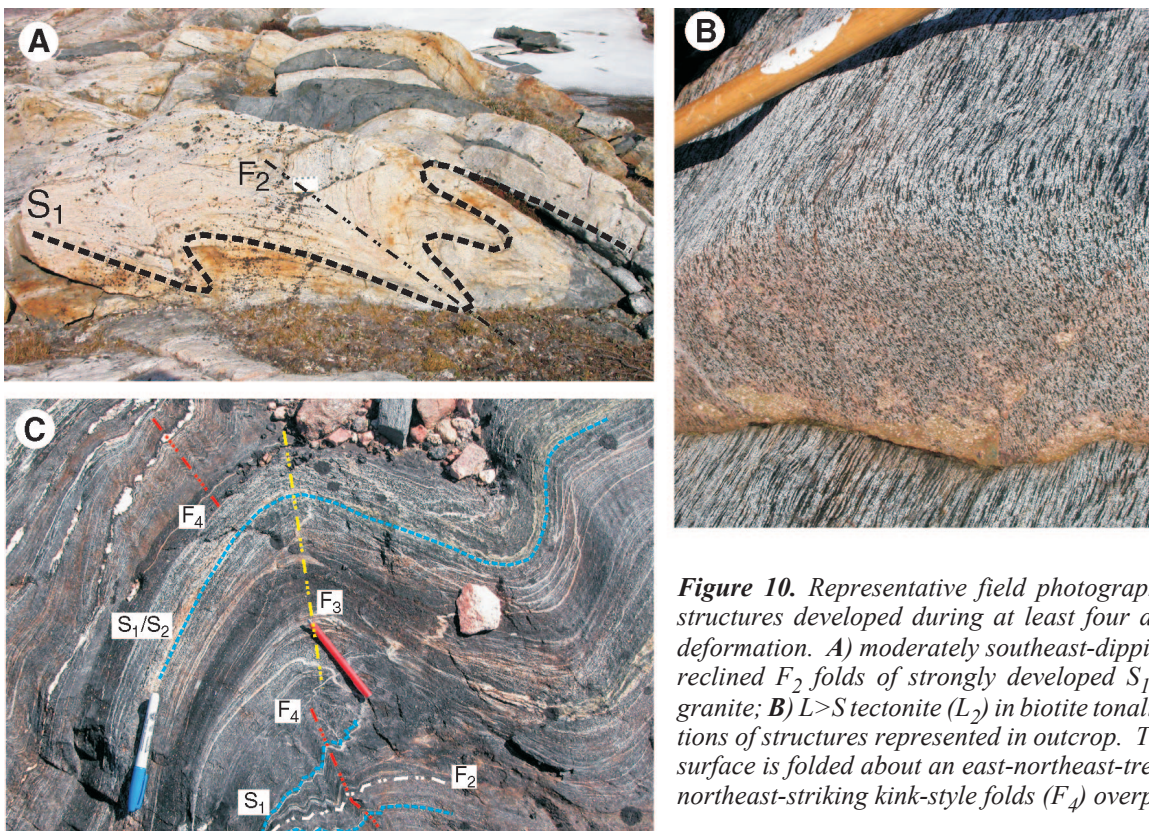 A
F2
S1
B
C
F4
F3
S1/S2
F4
F2
S1
Figure 10. Representative field photograph
structures developed during at least four d
deformation. A) moderately southeast-dippi
reclined F2 folds of strongly developed S1
granite; B) L>S tectonite (L2) in biotite tonal
tions of structures represented in outcrop. T
surface is folded about an east-northeast-tre
northeast-striking kink-style folds (F4) overp